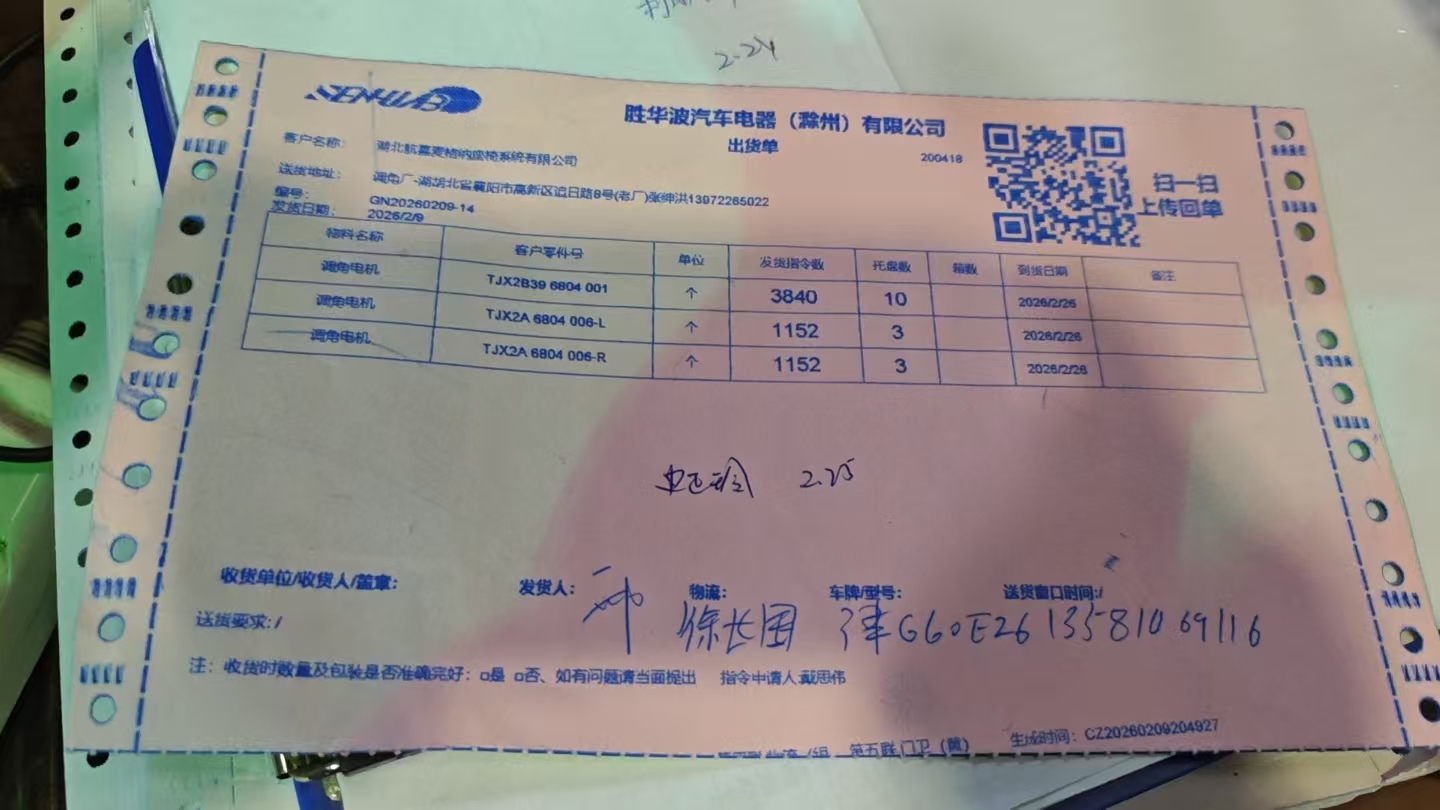 2-24
SENHUABO
胜华波汽车电器（滁州）有限公司
出货单
200418
扫一扫
上传回单
客户名称： 湖北航嘉麦格纳座椅系统有限公司
送货地址： 调角厂-湖胡北省襄阳市高新区追日路8号(老厂)张绅洪13972265022
编号： GN20260209-14
发货日期： 2026/2/9
物料名称 客户零件号 单位 发货指令数 托盘数 箱数 到货日期 备注
调角电机 TJX2B39 6804 001 个 3840 10 2026/2/26
调角电机 TJX2A 6804 006-L 个 1152 3 2026/2/26
调角电机 TJX2A 6804 006-R 个 1152 3 2026/2/26
2.25
收货单位/收货人/盖章： 发货人： 物流： 车牌/型号： 送货窗口时间:/
送货要求:/ 徐长国 津G60E26 13581069116
注：收货时数量及包装是否准确完好：□是 □否、如有问题请当面提出 指令申请人:戴思伟
第五联:门卫（黄）
生成时间：CZ20260209204927